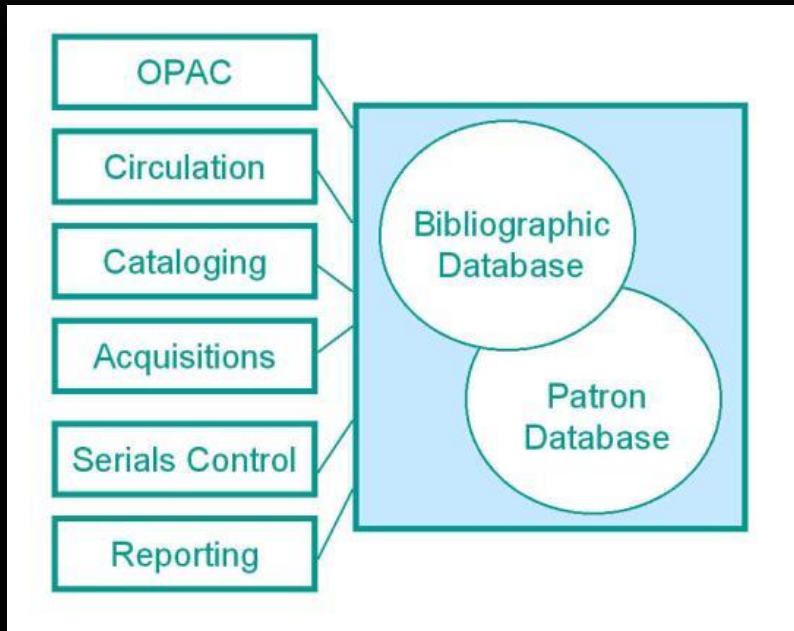 OPAC
Circulation
Cataloging
Acquisitions
Serials Control
Reporting
Bibliographic
Database
Patron
Database